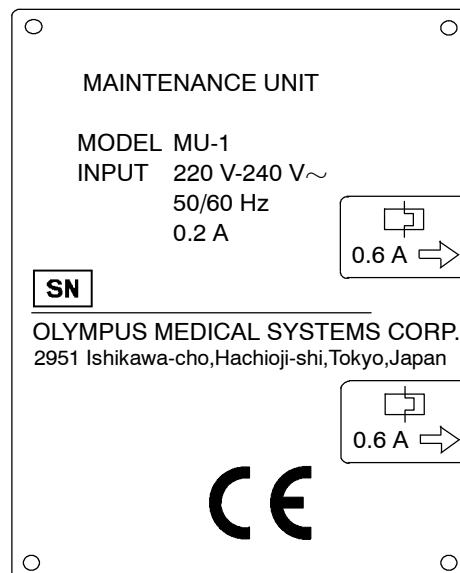 MAINTENANCE UNIT
MODEL MU-1
INPUT 220 V-240 V～
50/60 Hz
0.2 A
0.6 A
SN
OLYMPUS MEDICAL SYSTEMS CORP.
2951 Ishikawa-cho,Hachioji-shi,Tokyo,Japan
0.6 A
CE